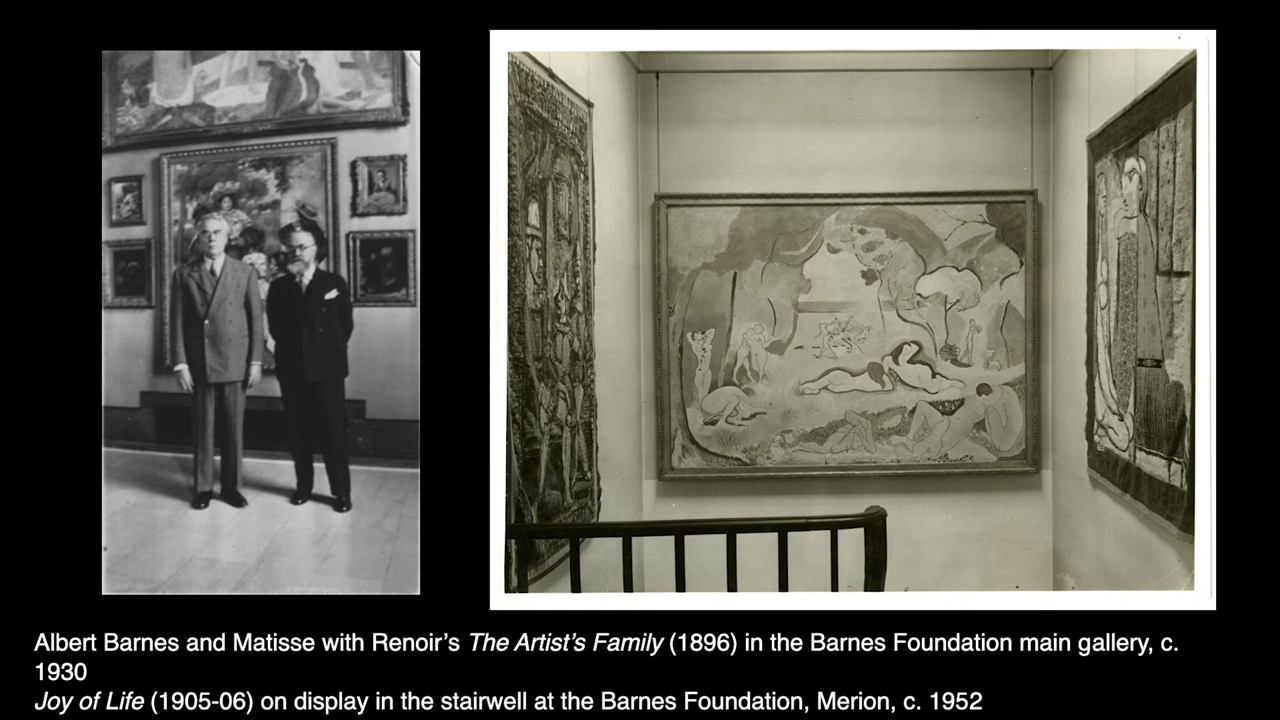 Albert Barnes and Matisse with Renoir’s The Artist’s Family (1896) in the Barnes Foundation main gallery, c.
1930
Joy of Life (1905-06) on display in the stairwell at the Barnes Foundation, Merion, c. 1952